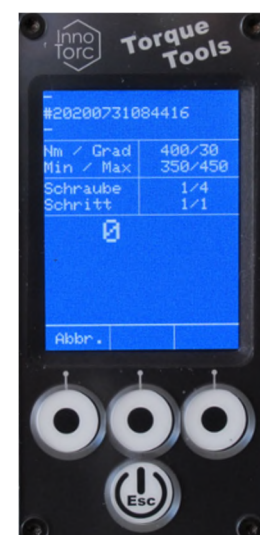 Inno
Torc
Torque
Tools
–
#20200731084416
–
Nm / Grad 400/30
Min / Max 350/450
Schraube 1/4
Schritt 1/1
0
Abbr.
Esc